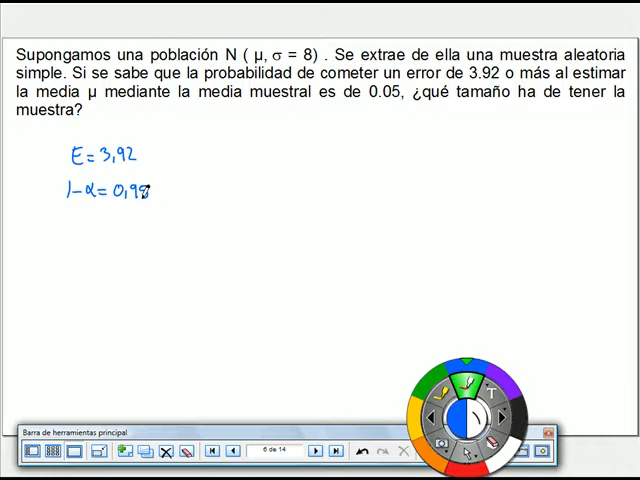 Supongamos una población N ( μ, σ = 8) . Se extrae de ella una muestra aleatoria
simple. Si se sabe que la probabilidad de cometer un error de 3.92 o más al estimar
la media μ mediante la media muestral es de 0.05, ¿qué tamaño ha de tener la
muestra?
E = 3,92
1-α = 0,95
Barra de herramientas principal
6 de 14
T